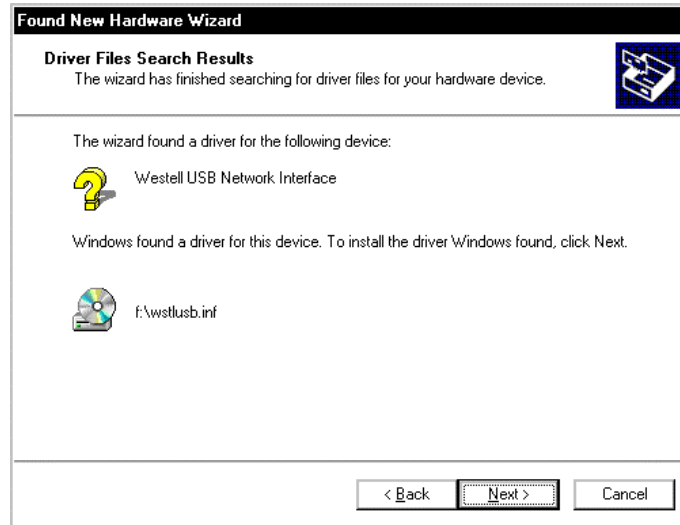 Found New Hardware Wizard
Driver Files Search Results
The wizard has finished searching for driver files for your hardware device.
The wizard found a driver for the following device:
Westell USB Network Interface
Windows found a driver for this device. To install the driver Windows found, click Next.
f:\wstlusb.inf
< Back Next > Cancel